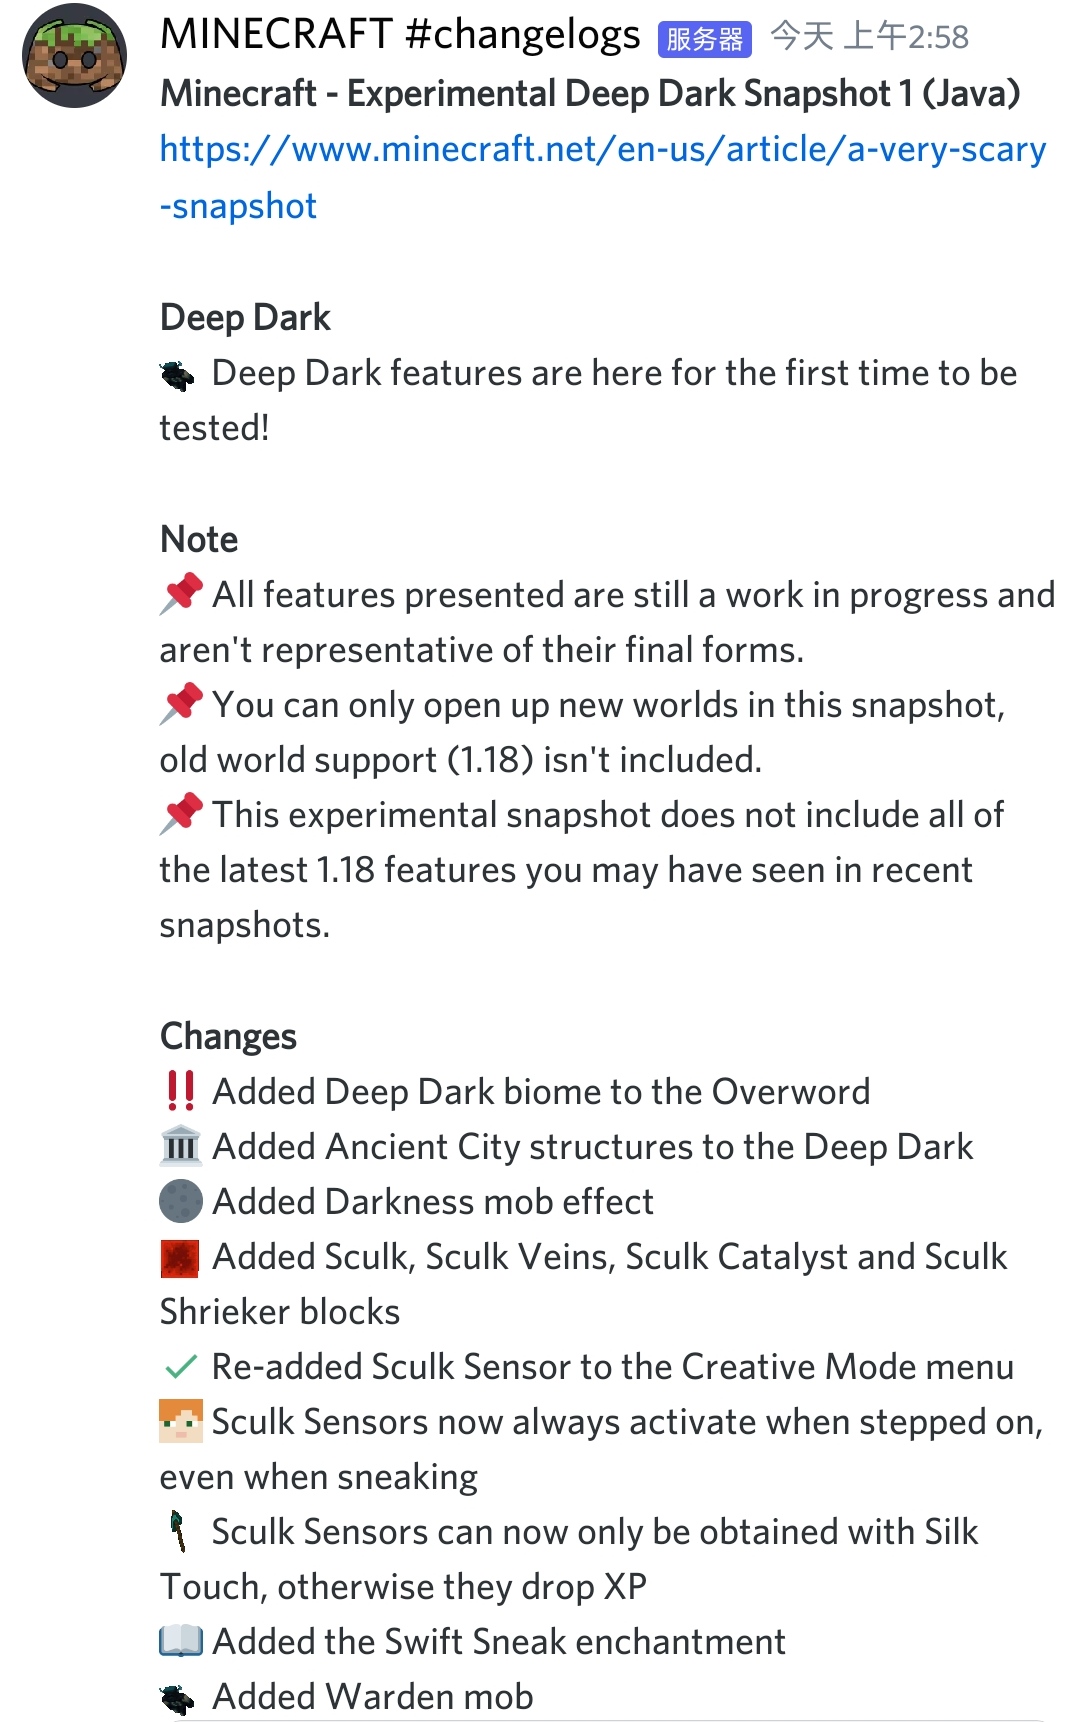 MINECRAFT #changelogs 服务器 今天 上午2:58
Minecraft - Experimental Deep Dark Snapshot 1 (Java)
https://www.minecraft.net/en-us/article/a-very-scary
-snapshot
Deep Dark
Deep Dark features are here for the first time to be
tested!
Note
All features presented are still a work in progress and
aren't representative of their final forms.
You can only open up new worlds in this snapshot,
old world support (1.18) isn't included.
This experimental snapshot does not include all of
the latest 1.18 features you may have seen in recent
snapshots.
Changes
Added Deep Dark biome to the Overword
Added Ancient City structures to the Deep Dark
Added Darkness mob effect
Added Sculk, Sculk Veins, Sculk Catalyst and Sculk
Shrieker blocks
Re-added Sculk Sensor to the Creative Mode menu
Sculk Sensors now always activate when stepped on,
even when sneaking
Sculk Sensors can now only be obtained with Silk
Touch, otherwise they drop XP
Added the Swift Sneak enchantment
Added Warden mob